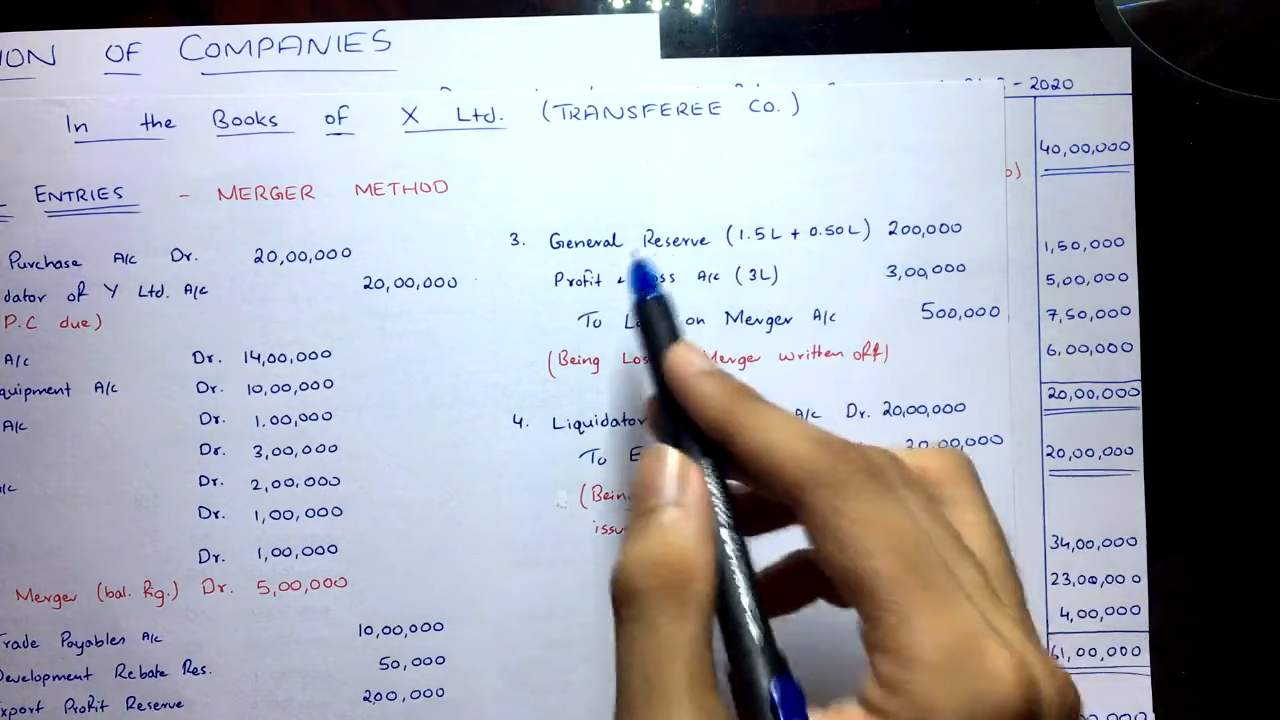 ION OF COMPANIES
- 2020
In the Books of X Ltd. (TRANSFEREE CO.)
ENTRIES - MERGER METHOD
Purchase A/c Dr. 20,00,000
dator of Y Ltd. A/c 20,00,000
P.C due)
A/c Dr. 14,00,000
quipment A/c Dr. 10,00,000
A/c Dr. 1,00,000
Dr. 3,00,000
A/c Dr. 2,00,000
Dr. 1,00,000
Dr. 1,00,000
Merger (bal. fig.) Dr. 5,00,000
Trade Payables A/c 10,00,000
Development Rebate Res. 50,000
xport Profit Reserve 200,000
3. General Reserve (1.5L + 0.50L) 200,000
Profit & Loss A/c (3L) 3,00,000
To on Merger A/c 500,000
(Being Merger written off)
4. Liquidator A/c Dr. 20,00,000
To 20,00,000
(Being
issu
40,00,000
1,50,000
5,00,000
7,50,000
6,00,000
20,00,000
20,00,000
34,00,000
23,00,000
4,00,000
61,00,000